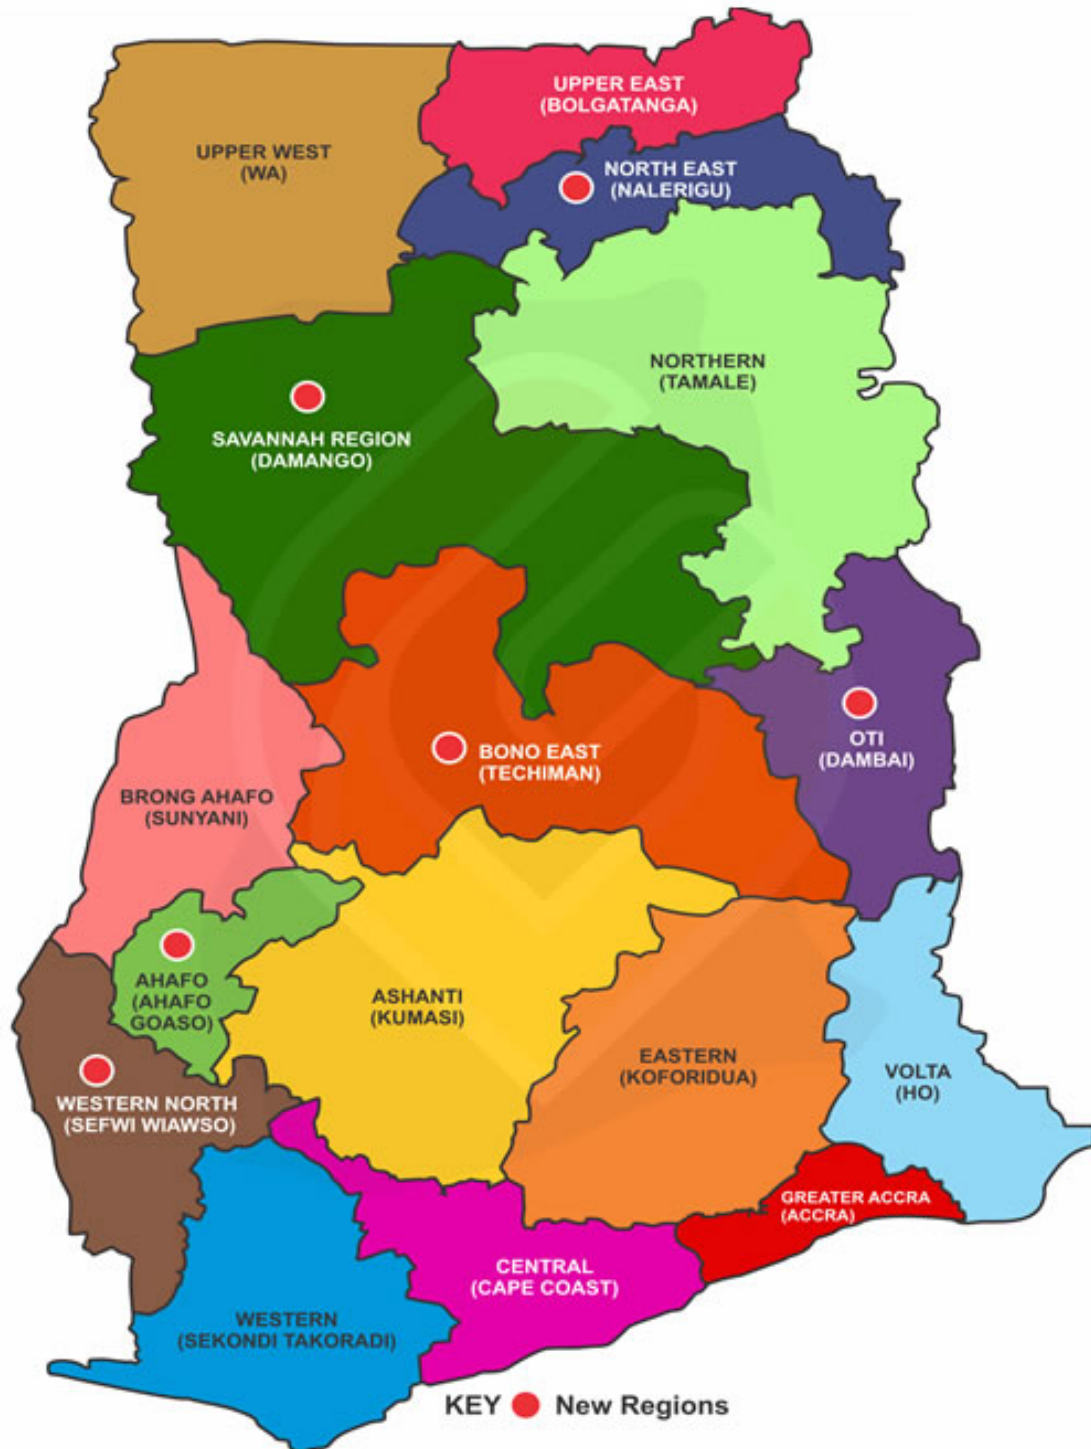 UPPER EAST
(BOLGATANGA)
UPPER WEST
(WA)
NORTH EAST
(NALERIGU)
NORTHERN
(TAMALE)
SAVANNAH REGION
(DAMANGO)
OTI
(DAMBAI)
BONO EAST
(TECHIMAN)
BRONG AHAFO
(SUNYANI)
AHAFO
(AHAFO
GOASO)
ASHANTI
(KUMASI)
EASTERN
(KOFORIDUA)
VOLTA
(HO)
WESTERN NORTH
(SEFWI WIAWSO)
GREATER ACCRA
(ACCRA)
CENTRAL
(CAPE COAST)
WESTERN
(SEKONDI TAKORADI)
KEY New Regions